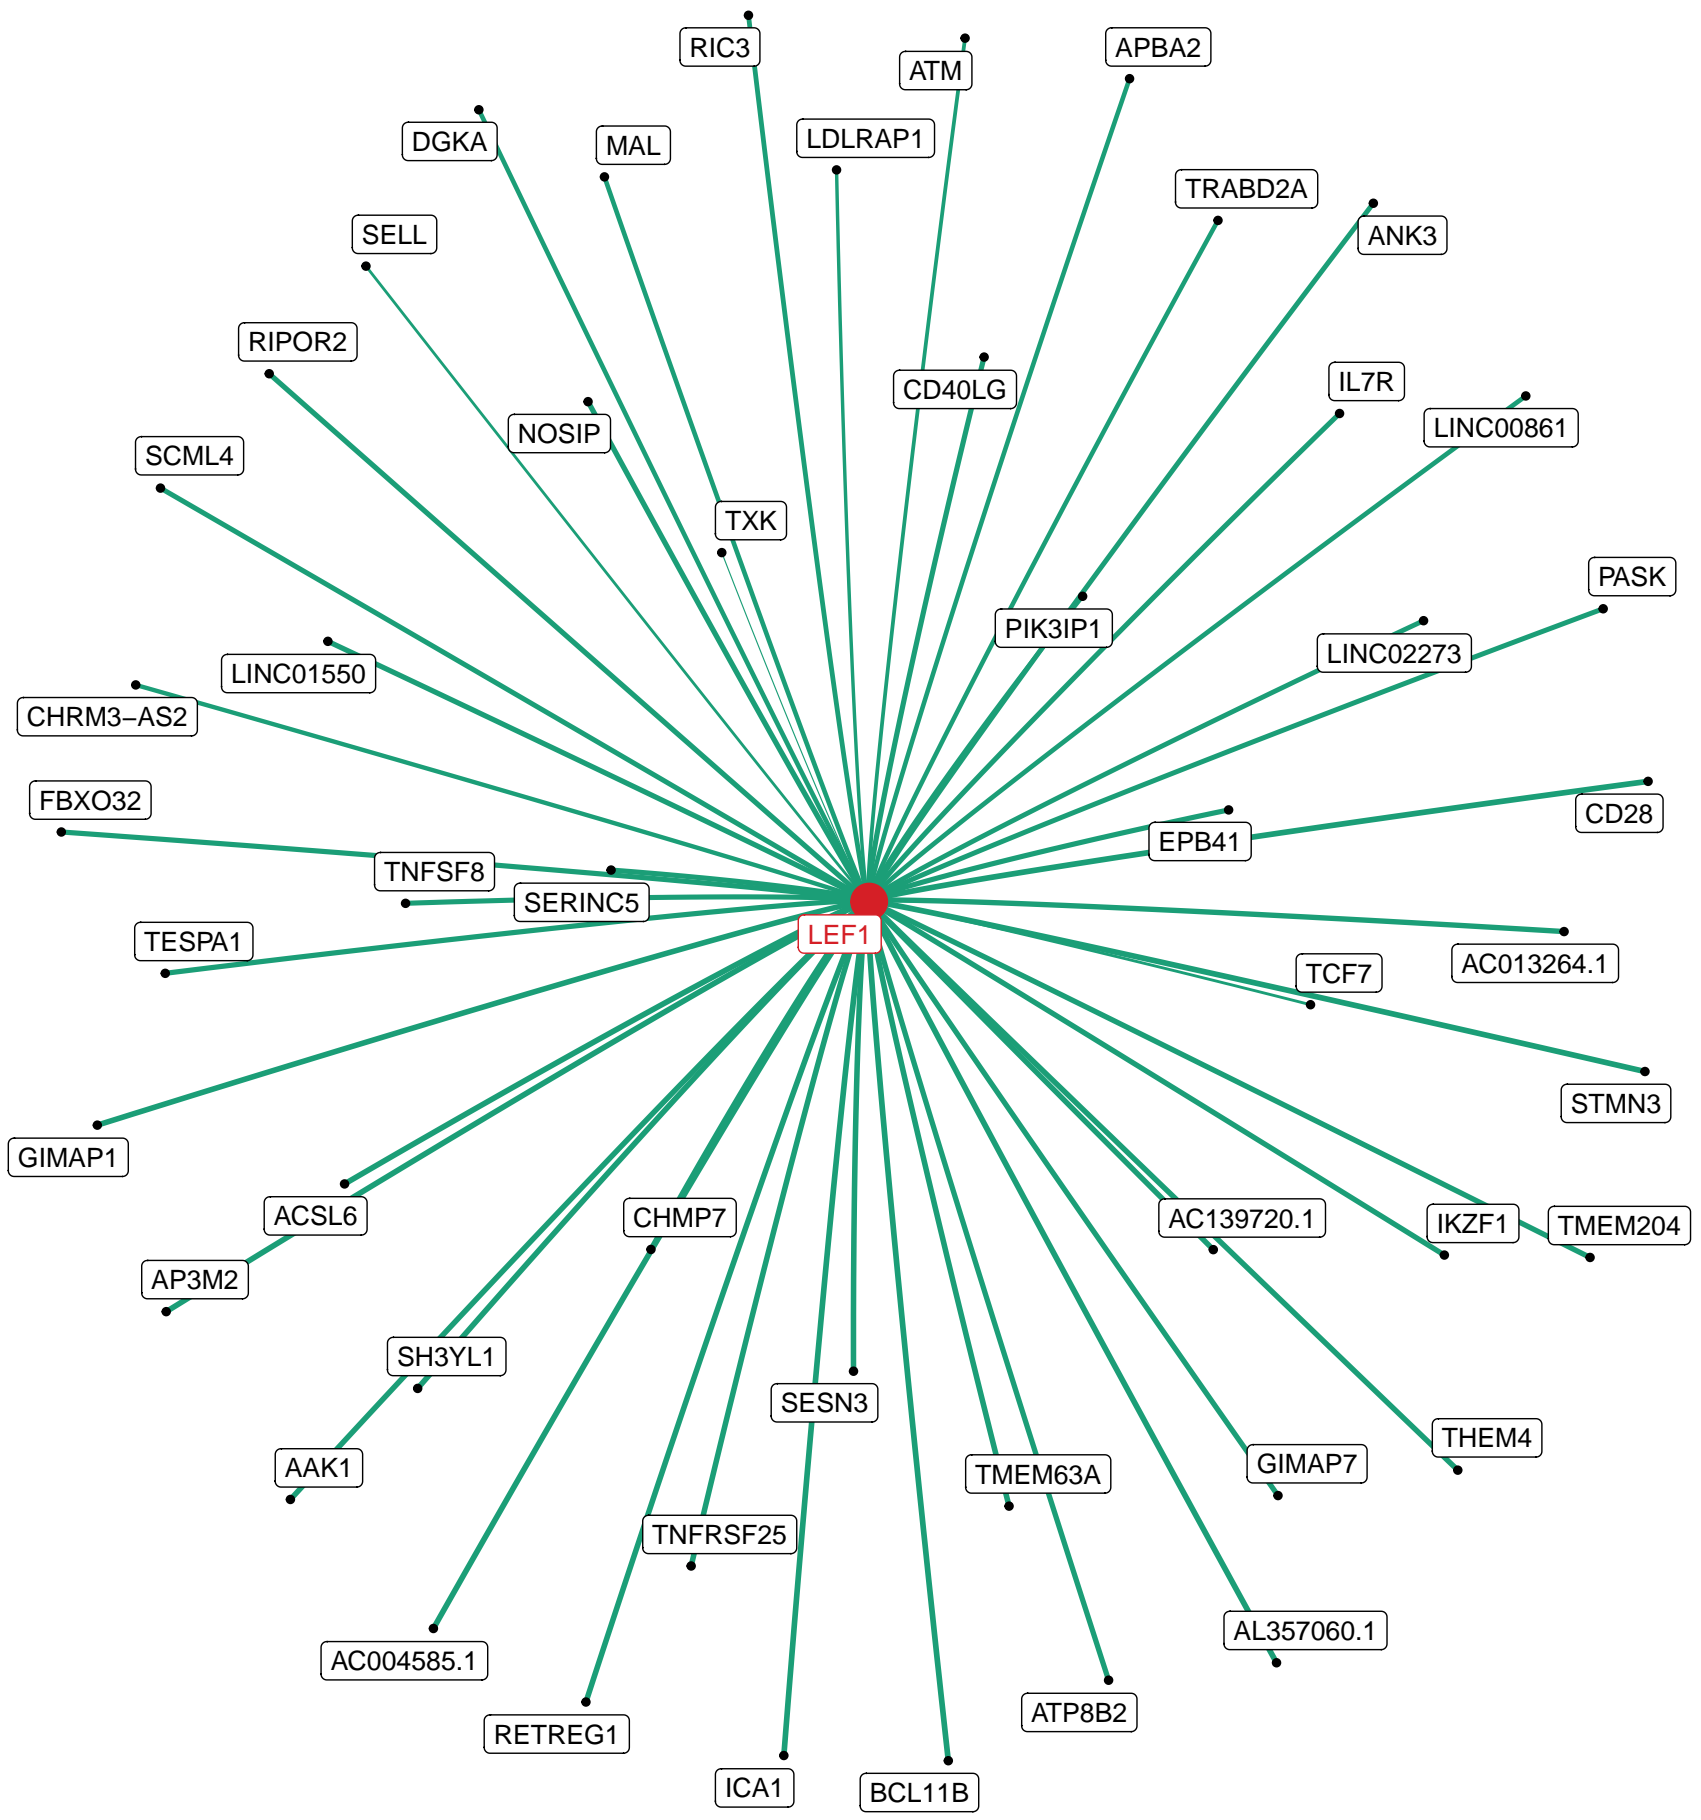 RIC3
ATM
APBA2
DGKA
MAL
LDLRAP1
TRABD2A
SELL
ANK3
RIPOR2
CD40LG
IL7R
NOSIP
LINC00861
SCML4
TXK
PASK
PIK3IP1
LINC02273
LINC01550
CHRM3−AS2
FBXO32
CD28
EPB41
TNFSF8
SERINC5
LEF1
TESPA1
AC013264.1
TCF7
STMN3
GIMAP1
ACSL6
CHMP7
AC139720.1
IKZF1
TMEM204
AP3M2
SH3YL1
SESN3
THEM4
AAK1
TMEM63A
GIMAP7
TNFRSF25
AL357060.1
AC004585.1
RETREG1
ATP8B2
ICA1
BCL11B